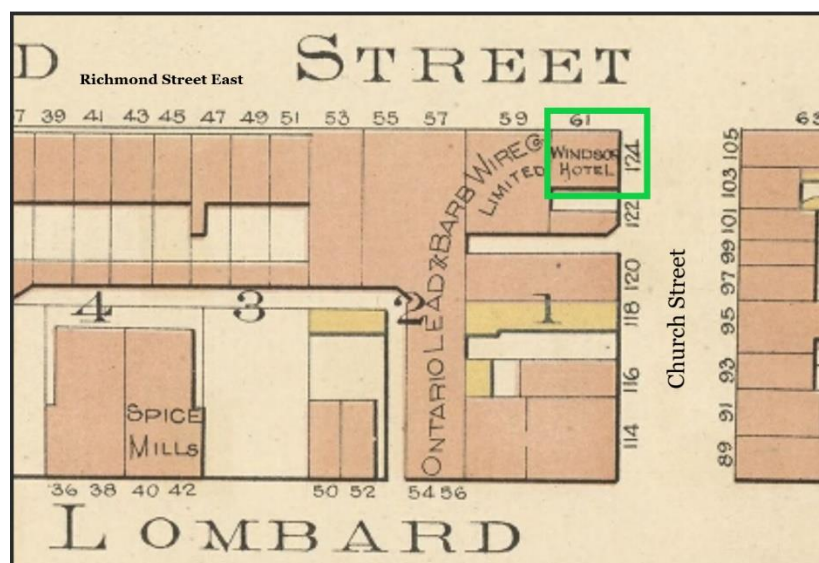 D STREET
Richmond Street East
39 41 43 45 47 49 51 53 55 57 59 61
WINDSOR
HOTEL
124
122
120
118
116
114
ONTARIO LEAD & BARB WIRE Co
LIMITED
4 3 2 1
SPICE
MILLS
36 38 40 42 50 52 54 56
LOMBARD
Church Street
105
103
101
99
97
95
93
91
89